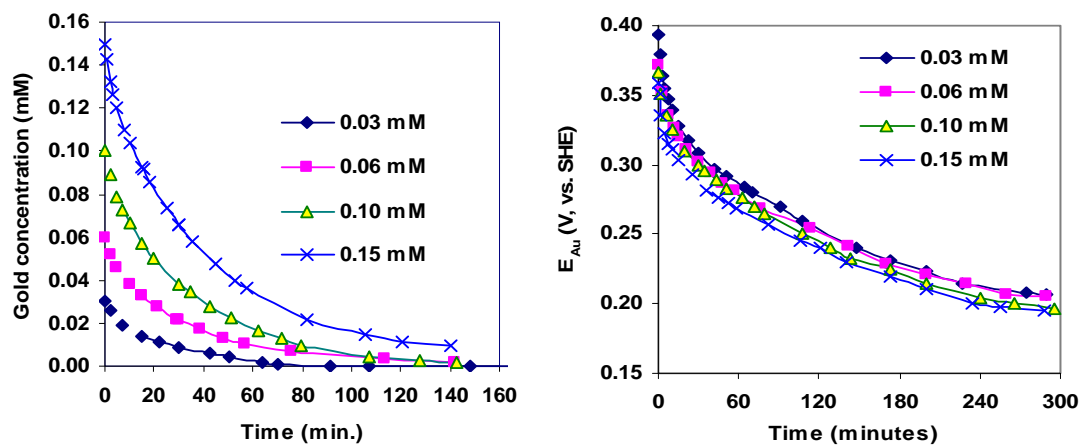 0.16
0.14
0.12
0.10
0.08
0.06
0.04
0.02
0.00
Gold concentration (mM)
0.03 mM
0.06 mM
0.10 mM
0.15 mM
0 20 40 60 80 100 120 140 160
Time (min.)
0.40
0.35
0.30
0.25
0.20
0.15
E_Au (V, vs. SHE)
0.03 mM
0.06 mM
0.10 mM
0.15 mM
0 60 120 180 240 300
Time (minutes)